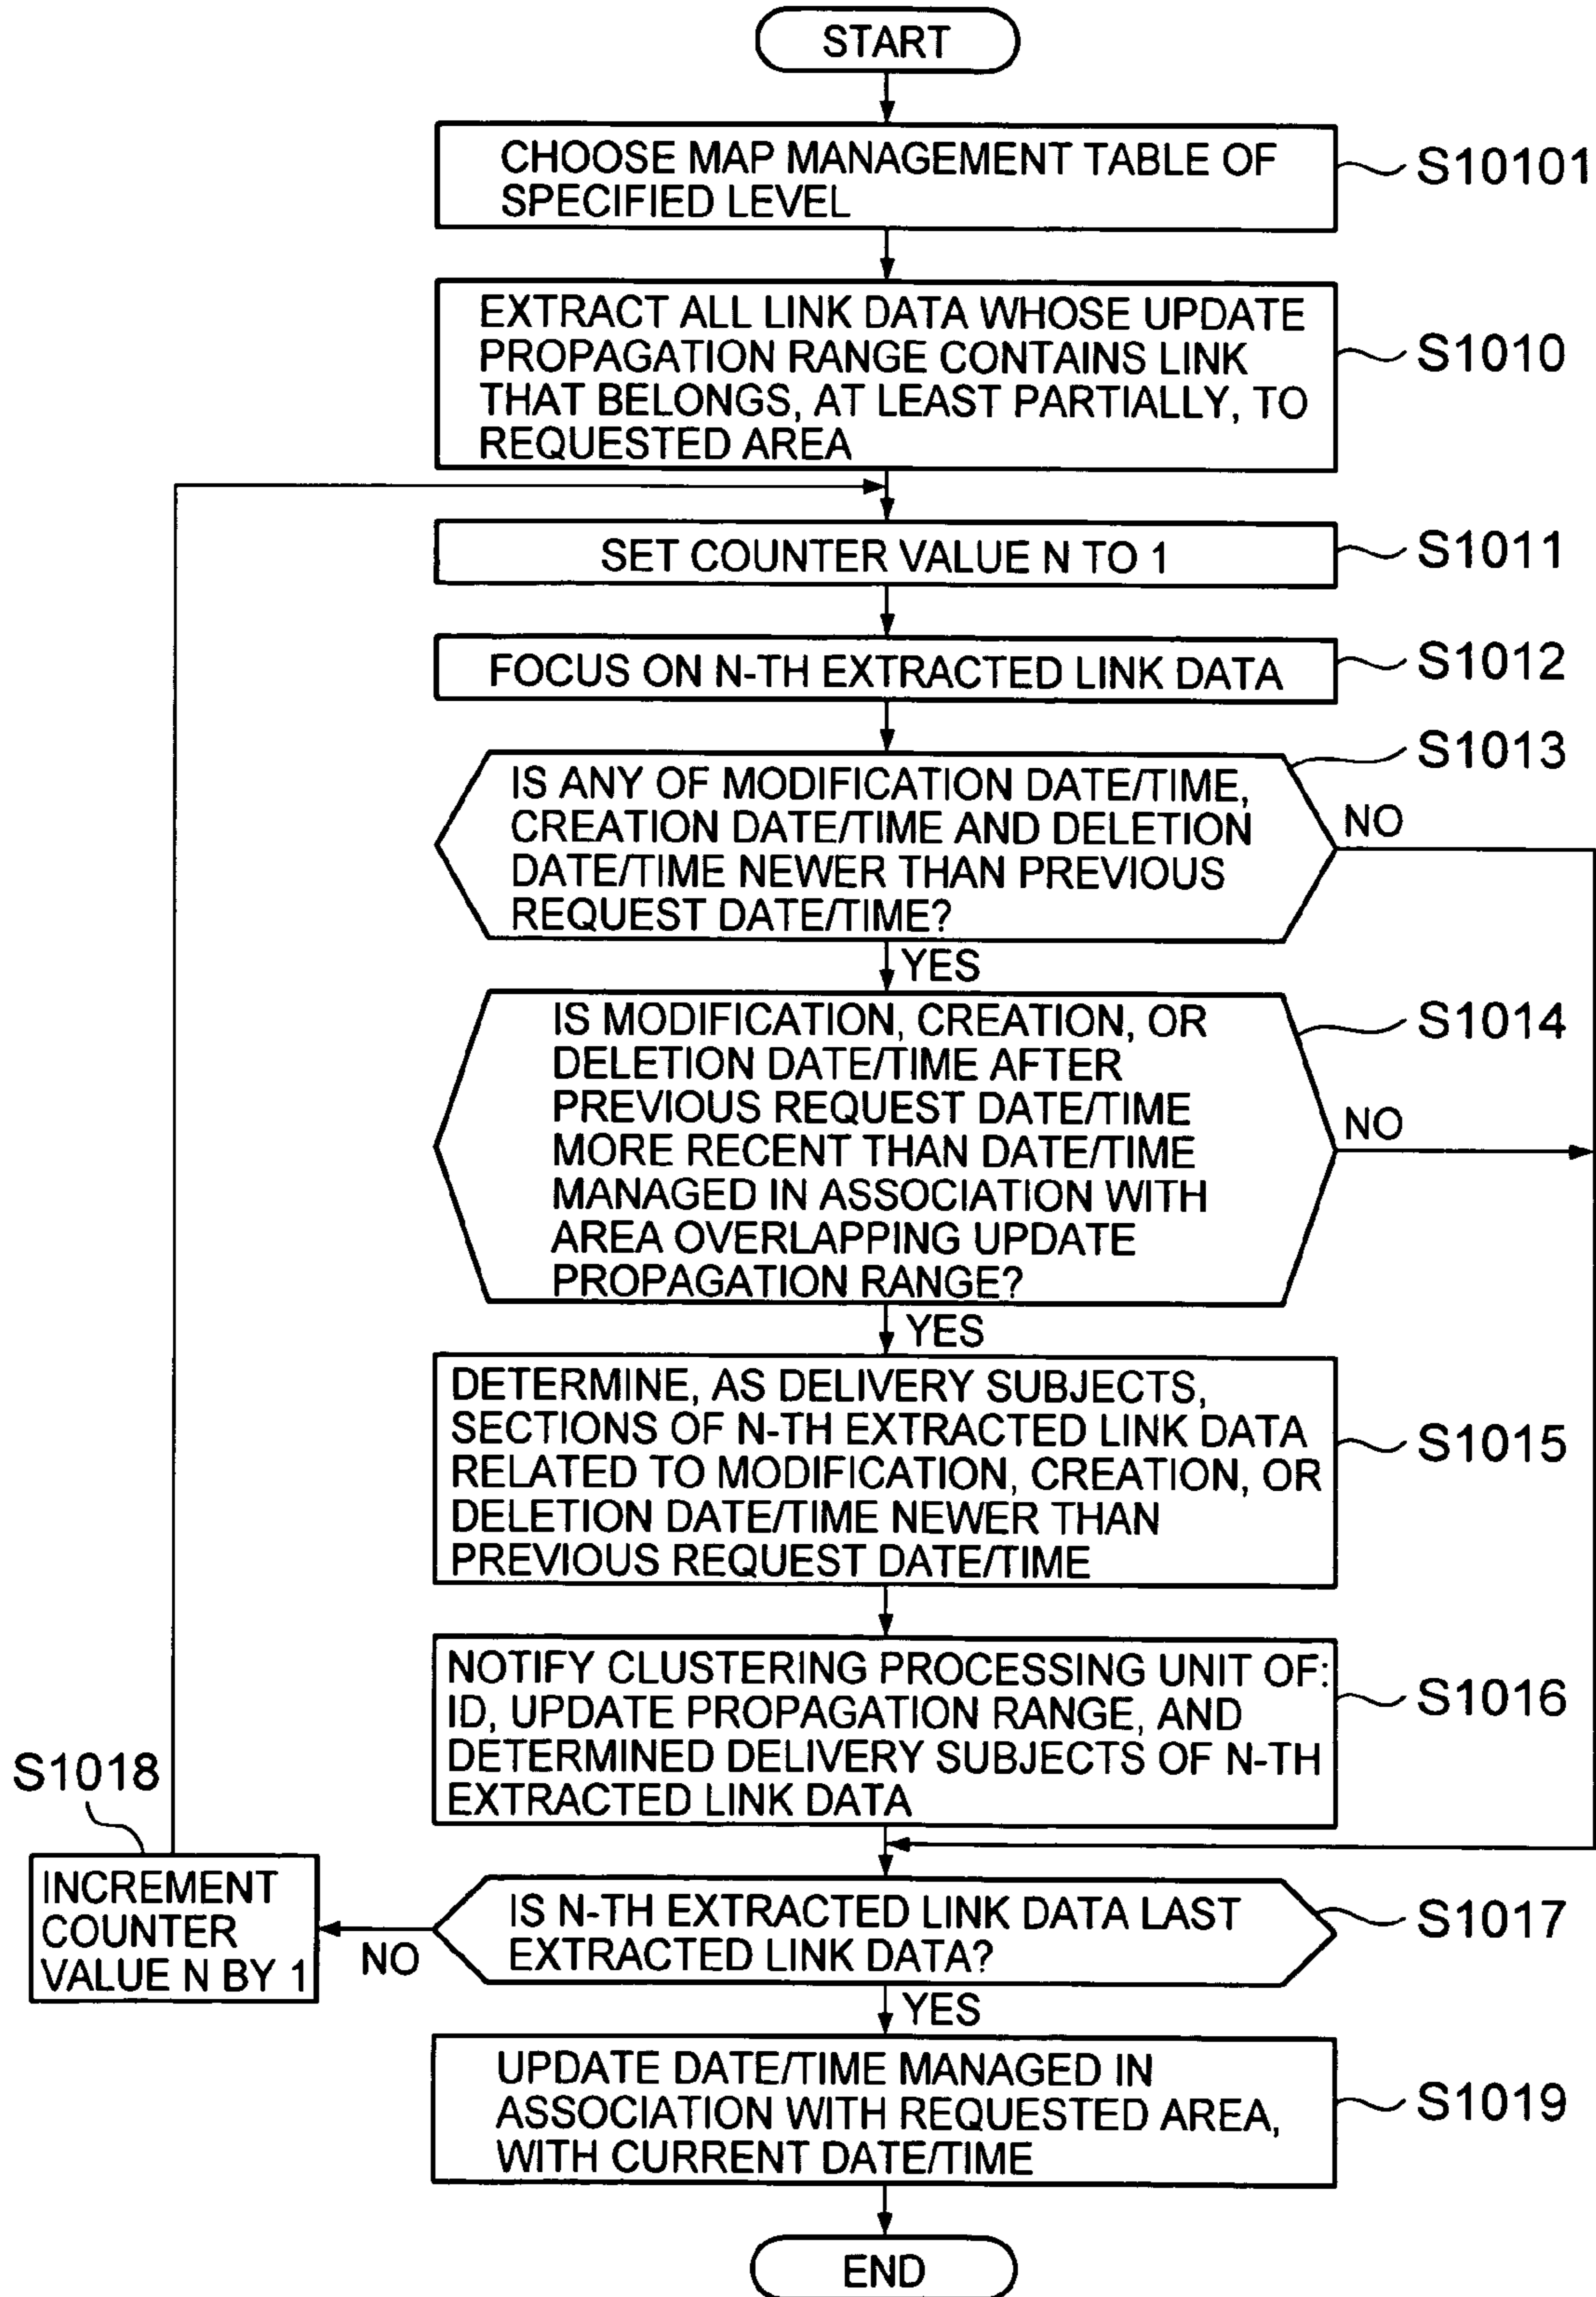 START
CHOOSE MAP MANAGEMENT TABLE OF
SPECIFIED LEVEL
S10101
EXTRACT ALL LINK DATA WHOSE UPDATE
PROPAGATION RANGE CONTAINS LINK
THAT BELONGS, AT LEAST PARTIALLY, TO
REQUESTED AREA
S1010
SET COUNTER VALUE N TO 1
S1011
FOCUS ON N-TH EXTRACTED LINK DATA
S1012
IS ANY OF MODIFICATION DATE/TIME,
CREATION DATE/TIME AND DELETION
DATE/TIME NEWER THAN PREVIOUS
REQUEST DATE/TIME?
S1013
NO
YES
IS MODIFICATION, CREATION, OR
DELETION DATE/TIME AFTER
PREVIOUS REQUEST DATE/TIME
MORE RECENT THAN DATE/TIME
MANAGED IN ASSOCIATION WITH
AREA OVERLAPPING UPDATE
PROPAGATION RANGE?
S1014
NO
YES
DETERMINE, AS DELIVERY SUBJECTS,
SECTIONS OF N-TH EXTRACTED LINK DATA
RELATED TO MODIFICATION, CREATION, OR
DELETION DATE/TIME NEWER THAN
PREVIOUS REQUEST DATE/TIME
S1015
NOTIFY CLUSTERING PROCESSING UNIT OF:
ID, UPDATE PROPAGATION RANGE, AND
DETERMINED DELIVERY SUBJECTS OF N-TH
EXTRACTED LINK DATA
S1016
S1018
INCREMENT
COUNTER
VALUE N BY 1
NO
IS N-TH EXTRACTED LINK DATA LAST
EXTRACTED LINK DATA?
S1017
YES
UPDATE DATE/TIME MANAGED IN
ASSOCIATION WITH REQUESTED AREA,
WITH CURRENT DATE/TIME
S1019
END